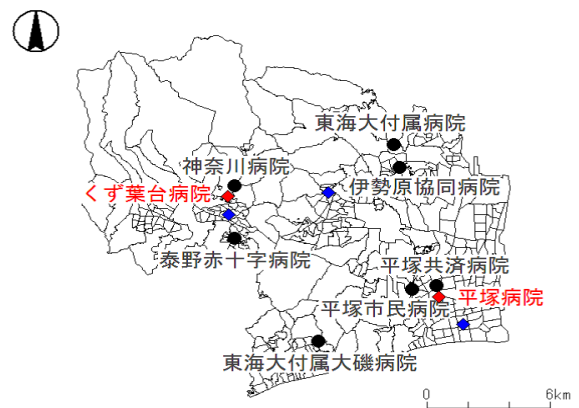 東海大付属病院
神奈川病院
くず葉台病院
伊勢原協同病院
泰野赤十字病院
平塚共済病院
平塚病院
平塚市民病院
東海大付属大磯病院
0 6km